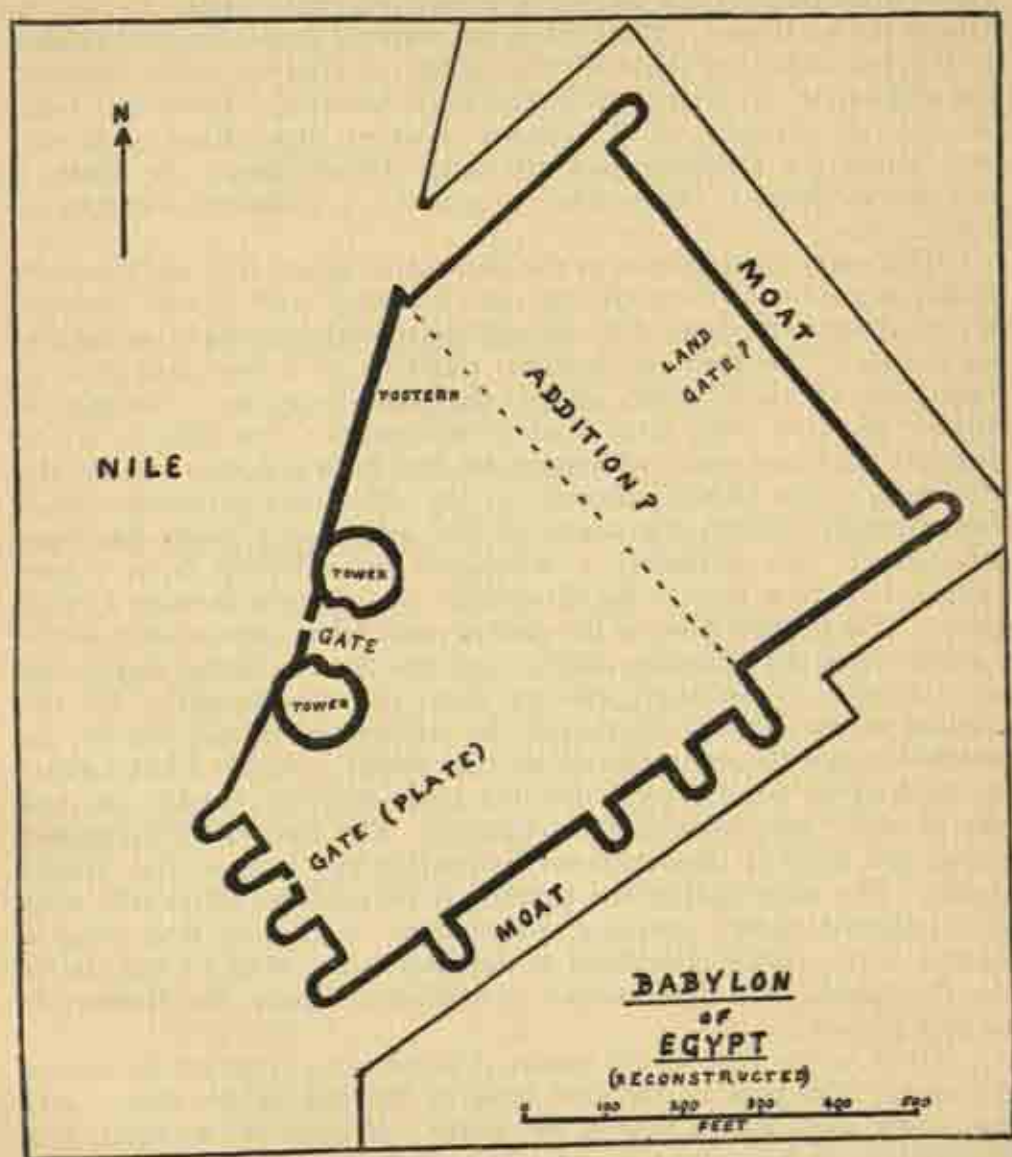 N
MOAT
LAND
GATE?
ADDITION?
POSTERN
NILE
TOWER
GATE
TOWER
GATE (PLATE)
MOAT
BABYLON
OF
EGYPT
(RECONSTRUCTED)
0 100 200 300 400 500
FEET